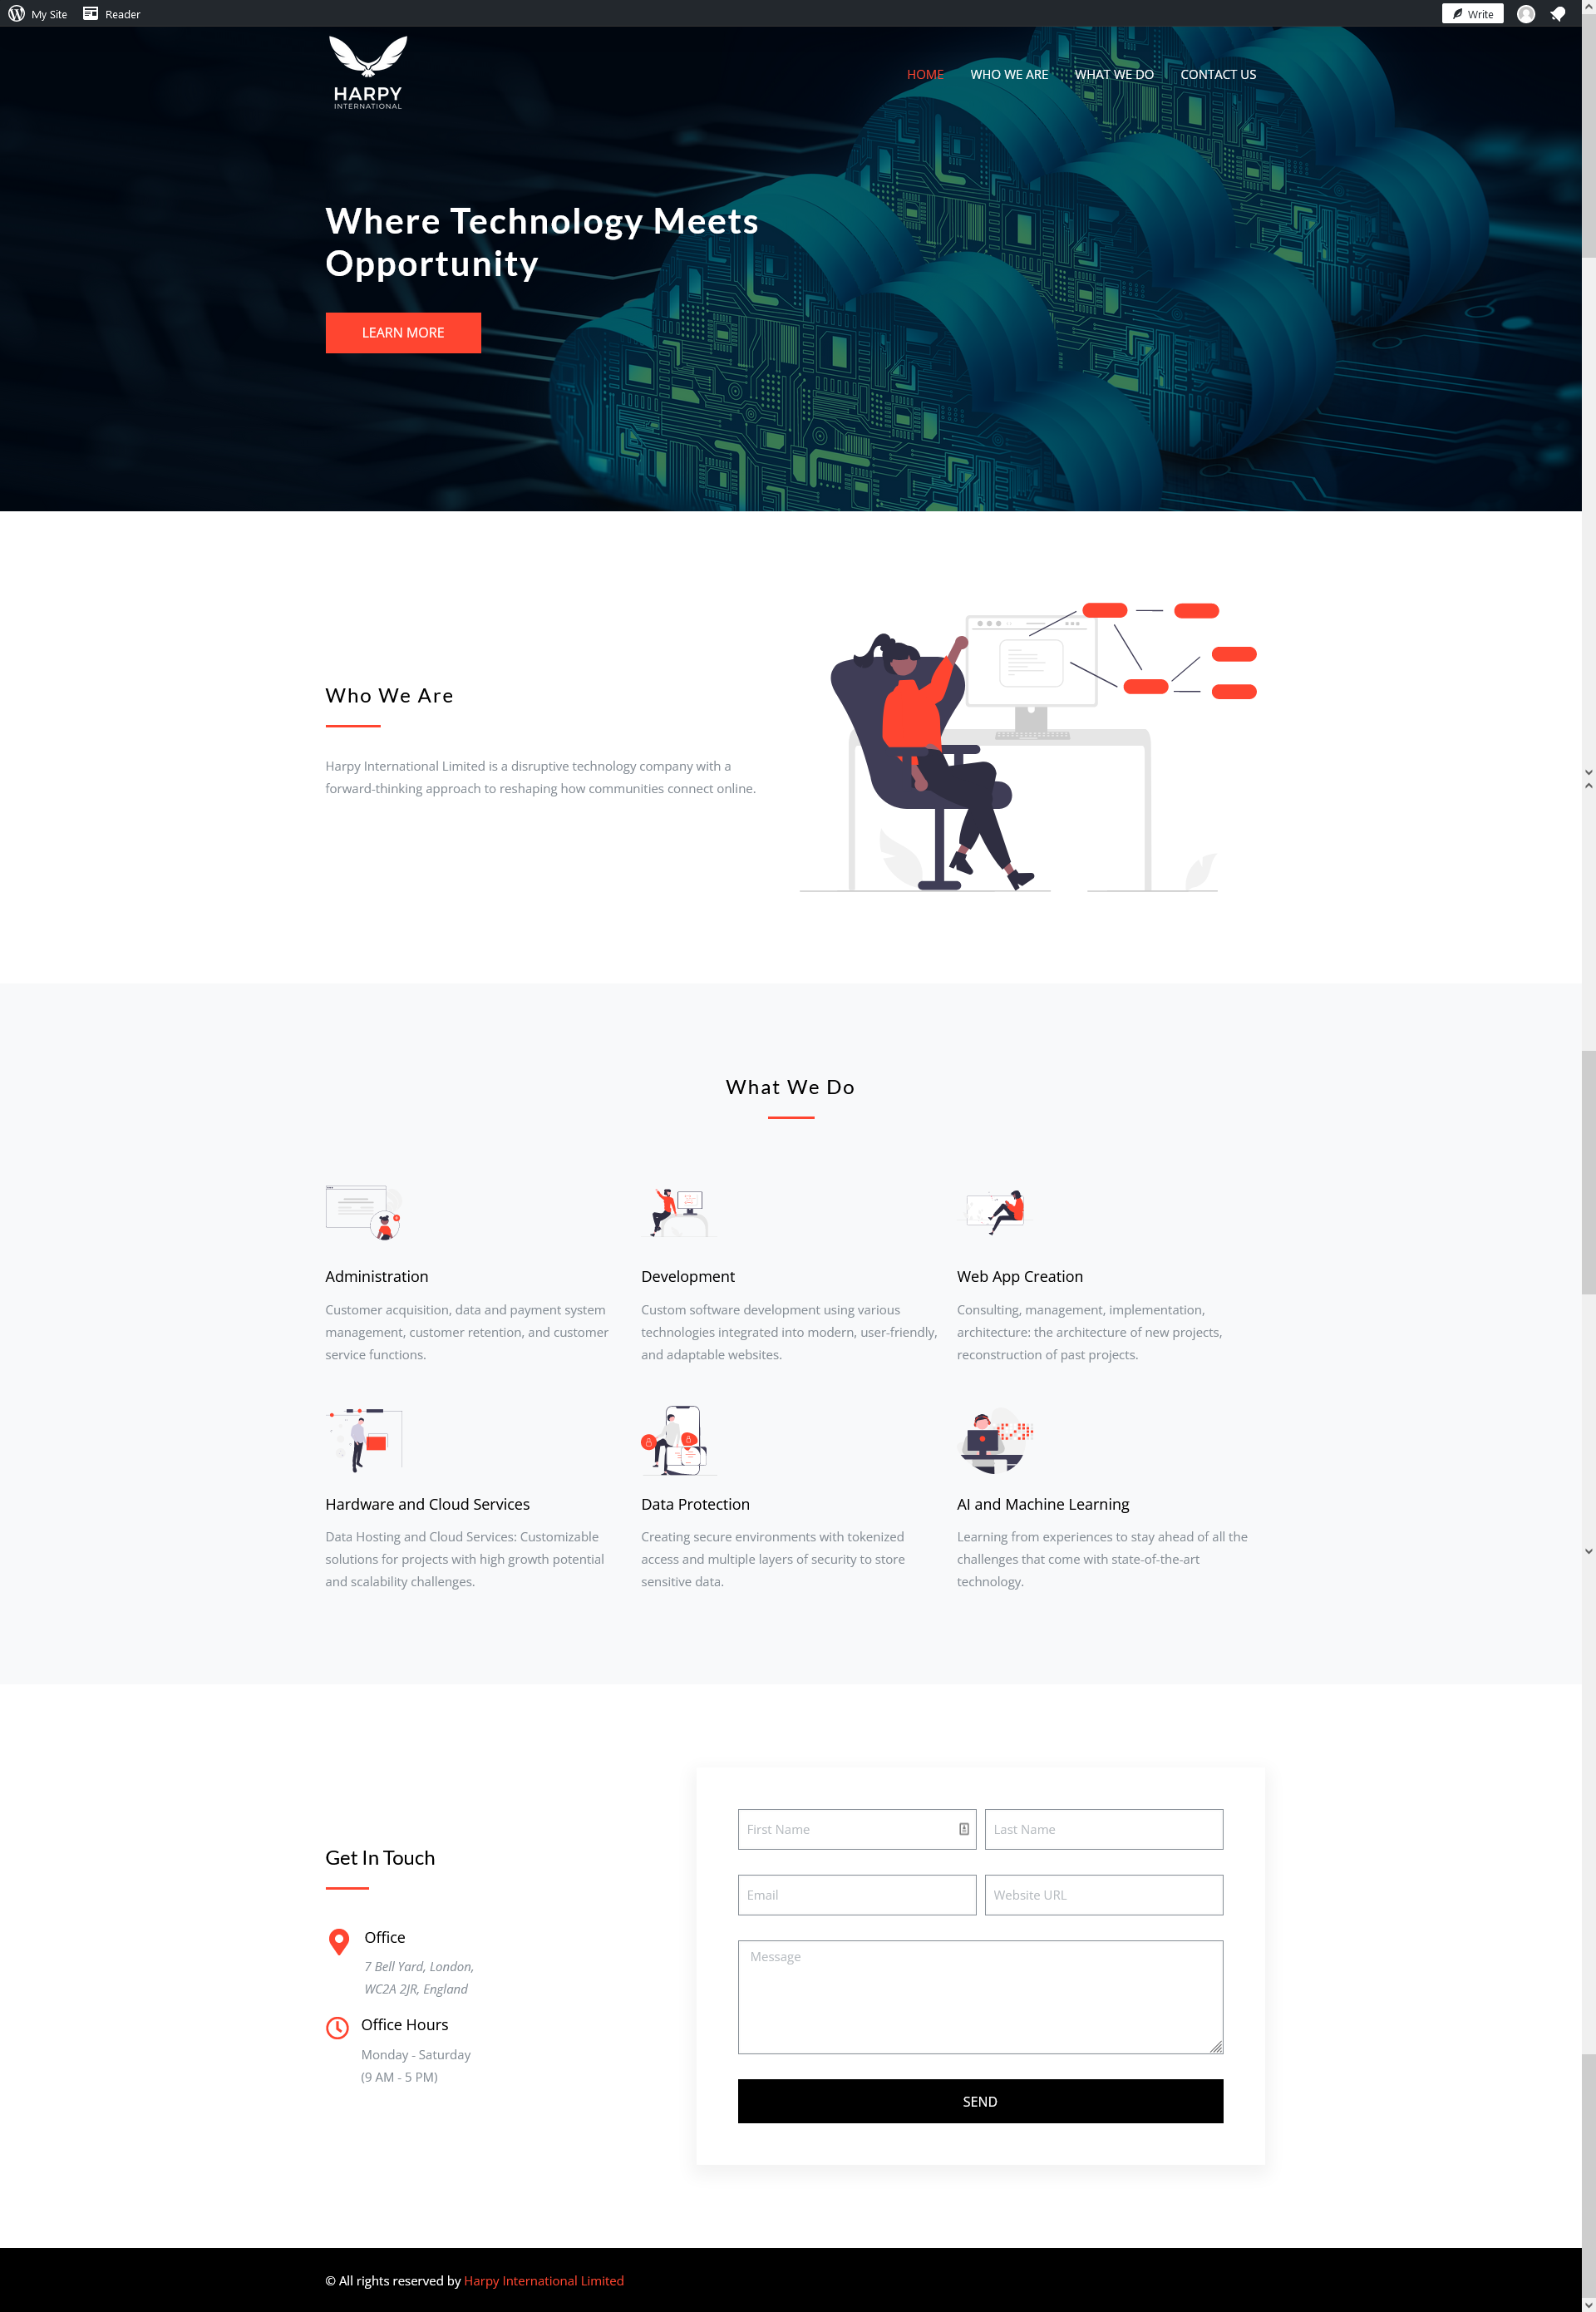 My Site Reader Write
HARPY
INTERNATIONAL
HOME WHO WE ARE WHAT WE DO CONTACT US
Where Technology Meets
Opportunity
LEARN MORE
Who We Are
Harpy International Limited is a disruptive technology company with a
forward-thinking approach to reshaping how communities connect online.
What We Do
Administration
Customer acquisition, data and payment system
management, customer retention, and customer
service functions.
Development
Custom software development using various
technologies integrated into modern, user-friendly,
and adaptable websites.
Web App Creation
Consulting, management, implementation,
architecture: the architecture of new projects,
reconstruction of past projects.
Hardware and Cloud Services
Data Hosting and Cloud Services: Customizable
solutions for projects with high growth potential
and scalability challenges.
Data Protection
Creating secure environments with tokenized
access and multiple layers of security to store
sensitive data.
AI and Machine Learning
Learning from experiences to stay ahead of all the
challenges that come with state-of-the-art
technology.
Get In Touch
Office
7 Bell Yard, London,
WC2A 2JR, England
Office Hours
Monday - Saturday
(9 AM - 5 PM)
First Name
Last Name
Email
Website URL
Message
SEND
© All rights reserved by Harpy International Limited